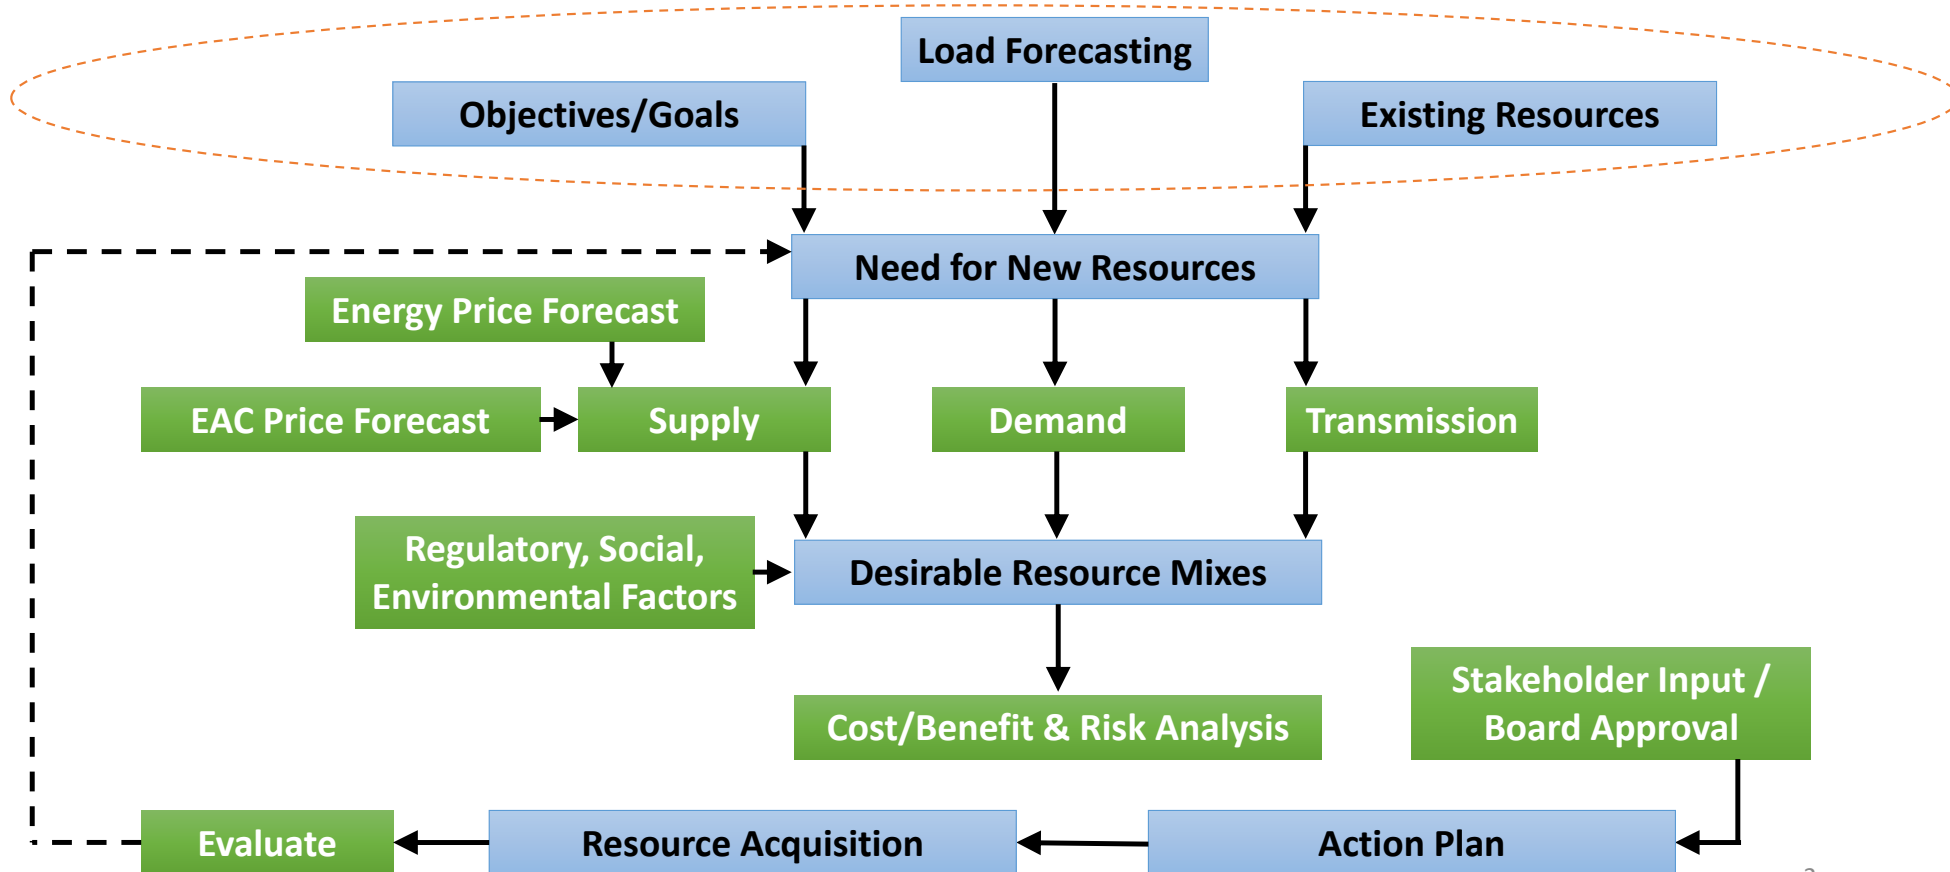 Load Forecasting
Objectives/Goals
Existing Resources
Need for New Resources
Energy Price Forecast
EAC Price Forecast
Supply
Demand
Transmission
Regulatory, Social,
Environmental Factors
Desirable Resource Mixes
Stakeholder Input /
Board Approval
Cost/Benefit & Risk Analysis
Evaluate
Resource Acquisition
Action Plan